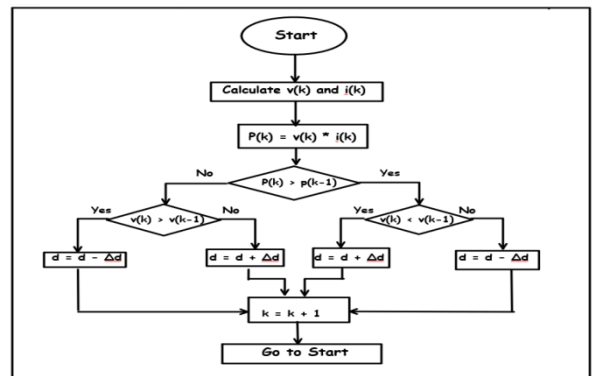 Start
Calculate v(k) and i(k)
P(k) = v(k) * i(k)
No
P(k) > p(k-1)
Yes
Yes
v(k) > v(k-1)
No
Yes
v(k) < v(k-1)
No
d = d - Δd
d = d + Δd
d = d + Δd
d = d - Δd
k = k + 1
Go to Start